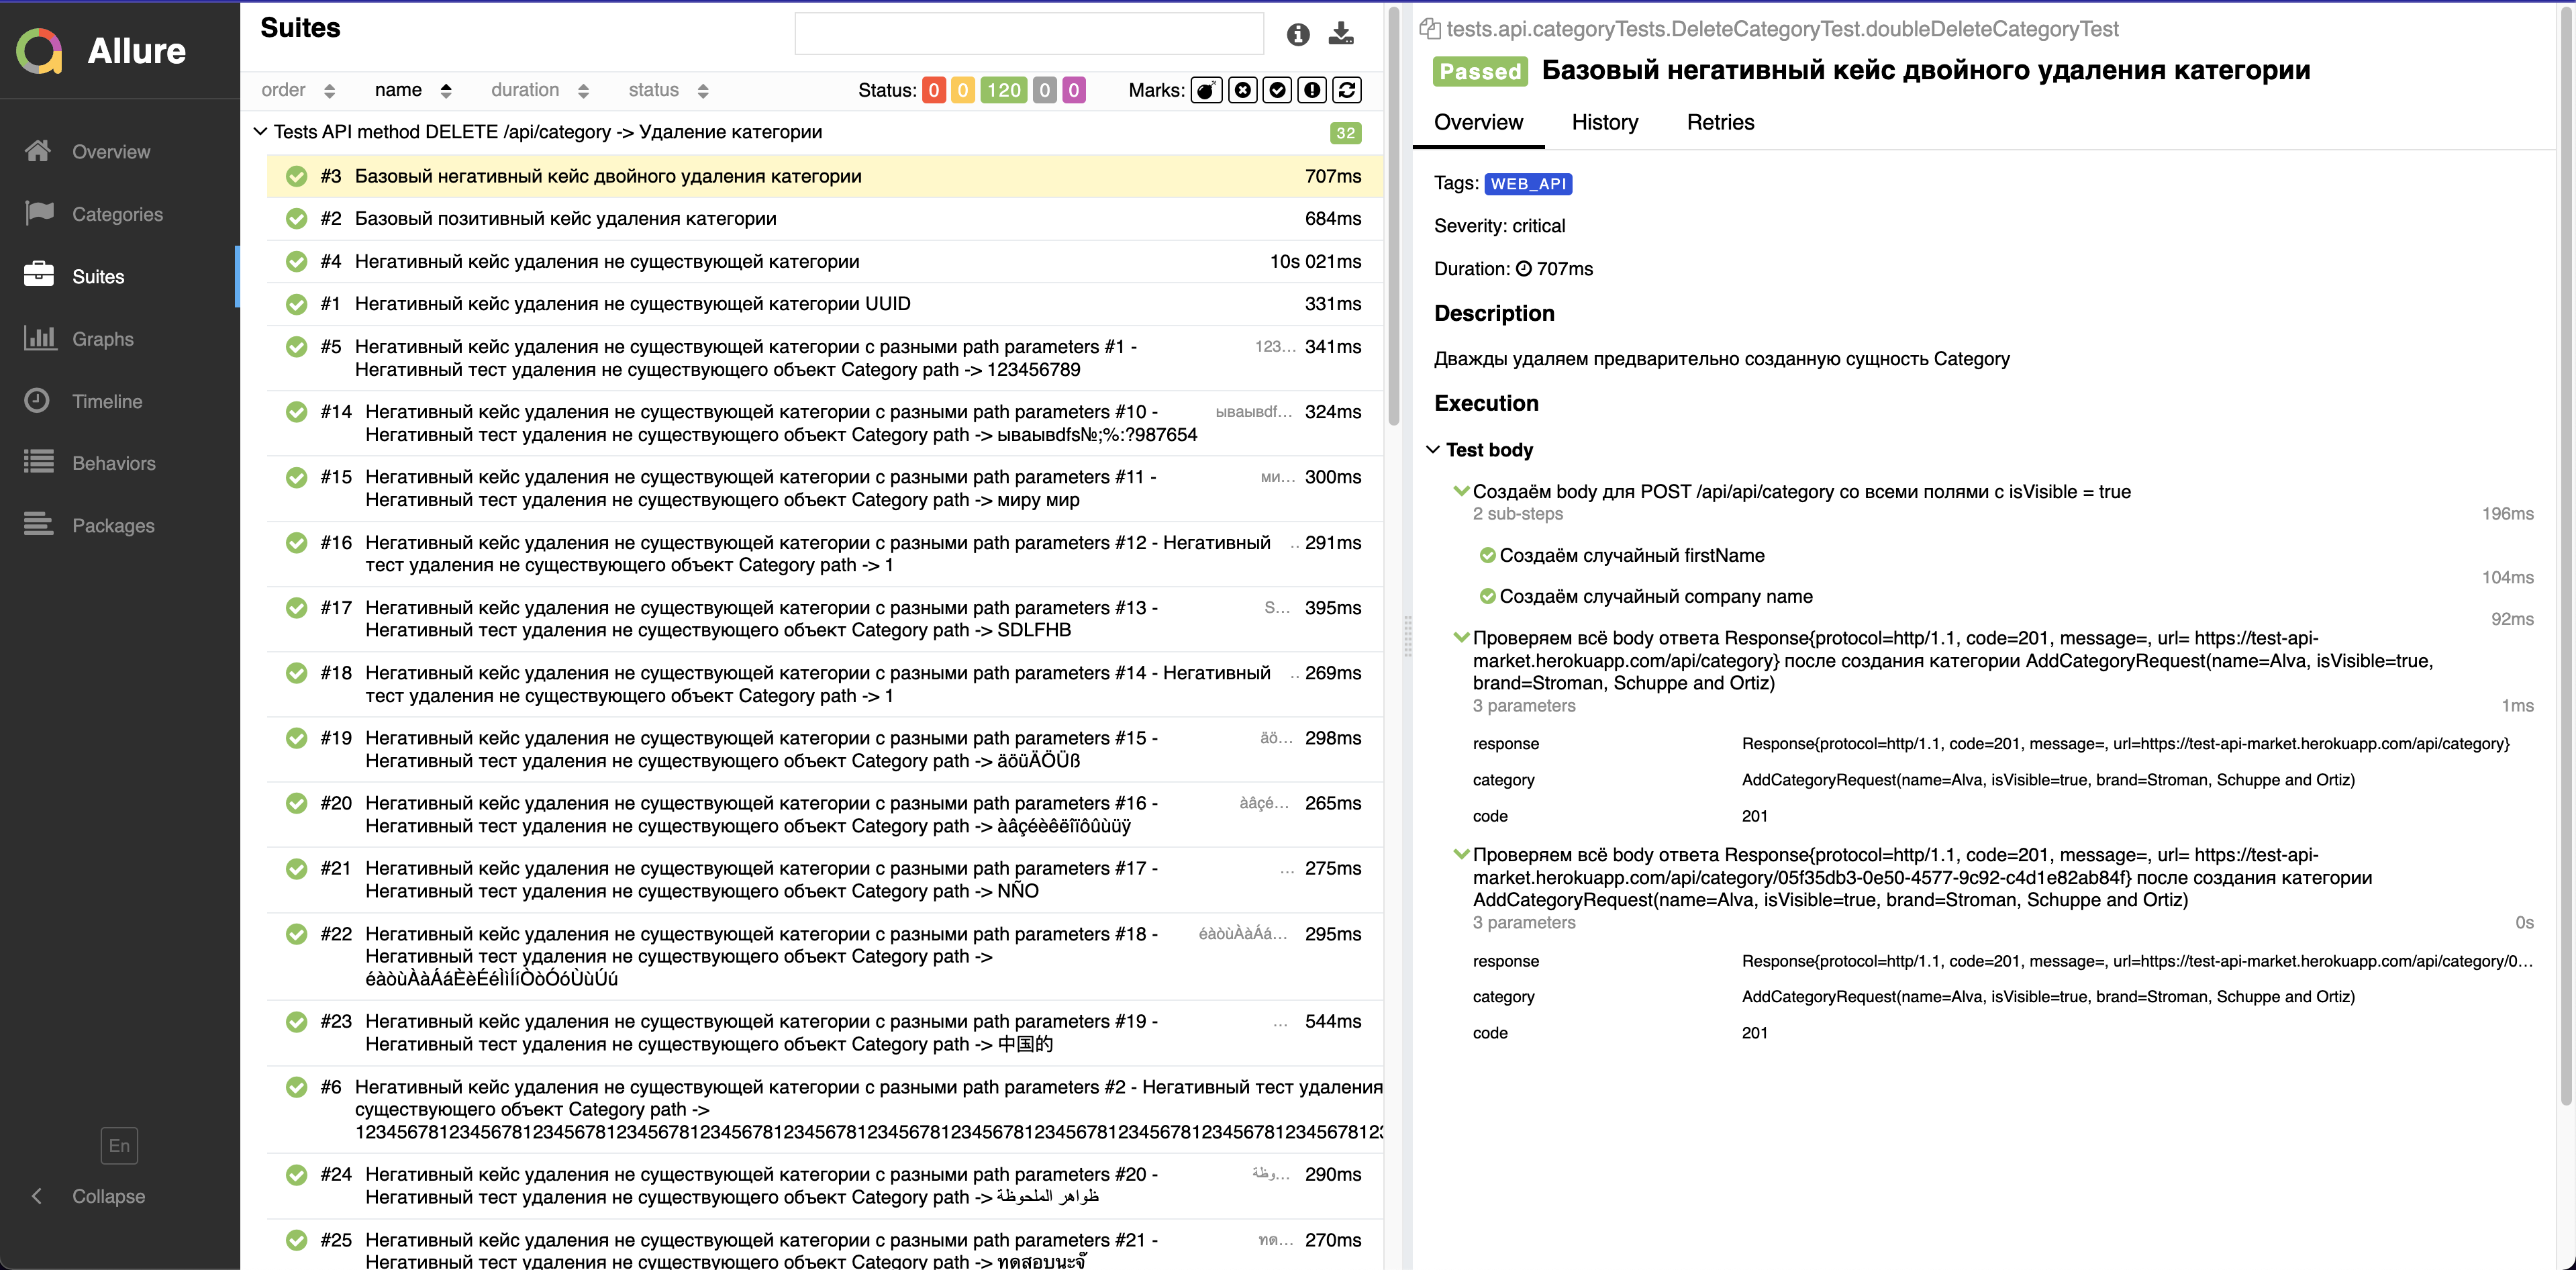 Allure
Overview
Categories
Suites
Graphs
Timeline
Behaviors
Packages
En
Collapse
Suites
order name duration status Status: 0 0 120 0 0 Marks:
Tests API method DELETE /api/category -> Удаление категории 32
#3 Базовый негативный кейс двойного удаления категории 707ms
#2 Базовый позитивный кейс удаления категории 684ms
#4 Негативный кейс удаления не существующей категории 10s 021ms
#1 Негативный кейс удаления не существующей категории UUID 331ms
#5 Негативный кейс удаления не существующей категории с разными path parameters #1 - 123... 341ms
Негативный тест удаления не существующего объект Category path -> 123456789
#14 Негативный кейс удаления не существующей категории с разными path parameters #10 - ываывdf... 324ms
Негативный тест удаления не существующего объект Category path -> ываывdfs№;%:?987654
#15 Негативный кейс удаления не существующей категории с разными path parameters #11 - ми... 300ms
Негативный тест удаления не существующего объект Category path -> миру мир
#16 Негативный кейс удаления не существующей категории с разными path parameters #12 - Негативный .. 291ms
тест удаления не существующего объект Category path -> 1
#17 Негативный кейс удаления не существующей категории с разными path parameters #13 - S... 395ms
Негативный тест удаления не существующего объект Category path -> SDLFHB
#18 Негативный кейс удаления не существующей категории с разными path parameters #14 - Негативный .. 269ms
тест удаления не существующего объект Category path -> 1
#19 Негативный кейс удаления не существующей категории с разными path parameters #15 - äö... 298ms
Негативный тест удаления не существующего объект Category path -> äöüÄÖÜß
#20 Негативный кейс удаления не существующей категории с разными path parameters #16 - àâçé... 265ms
Негативный тест удаления не существующего объект Category path -> àâçéèêëîïôûùüÿ
#21 Негативный кейс удаления не существующей категории с разными path parameters #17 - ... 275ms
Негативный тест удаления не существующего объект Category path -> NÑO
#22 Негативный кейс удаления не существующей категории с разными path parameters #18 - éàòùÀàÁá... 295ms
Негативный тест удаления не существующего объект Category path ->
éàòùÀàÁáÈèÉéÌìÍíÒòÓóÙùÚú
#23 Негативный кейс удаления не существующей категории с разными path parameters #19 - ... 544ms
Негативный тест удаления не существующего объект Category path -> 中国的
#6 Негативный кейс удаления не существующей категории с разными path parameters #2 - Негативный тест удаления
существующего объект Category path ->
#24 Негативный кейс удаления не существующей категории с разными path parameters #20 - وظة... 290ms
Негативный тест удаления не существующего объект Category path -> ظواهر الملحوظة
#25 Негативный кейс удаления не существующей категории с разными path parameters #21 - ทด... 270ms
Негативный тест удаления не существующего объект Category path -> ทดสอบนะจ๊
tests.api.categoryTests.DeleteCategoryTest.doubleDeleteCategoryTest
Passed Базовый негативный кейс двойного удаления категории
Overview History Retries
Tags: WEB_API
Severity: critical
Duration: 707ms
Description
Дважды удаляем предварительно созданную сущность Category
Execution
Test body
Создаём body для POST /api/api/category со всеми полями с isVisible = true
2 sub-steps 196ms
Создаём случайный firstName
104ms
Создаём случайный company name
92ms
Проверяем всё body ответа Response{protocol=http/1.1, code=201, message=, url= https://test-api-
market.herokuapp.com/api/category} после создания категории AddCategoryRequest(name=Alva, isVisible=true,
brand=Stroman, Schuppe and Ortiz)
3 parameters 1ms
response Response{protocol=http/1.1, code=201, message=, url=https://test-api-market.herokuapp.com/api/category}
category AddCategoryRequest(name=Alva, isVisible=true, brand=Stroman, Schuppe and Ortiz)
code 201
Проверяем всё body ответа Response{protocol=http/1.1, code=201, message=, url= https://test-api-
market.herokuapp.com/api/category/05f35db3-0e50-4577-9c92-c4d1e82ab84f} после создания категории
AddCategoryRequest(name=Alva, isVisible=true, brand=Stroman, Schuppe and Ortiz)
3 parameters 0s
response Response{protocol=http/1.1, code=201, message=, url=https://test-api-market.herokuapp.com/api/category/0...
category AddCategoryRequest(name=Alva, isVisible=true, brand=Stroman, Schuppe and Ortiz)
code 201